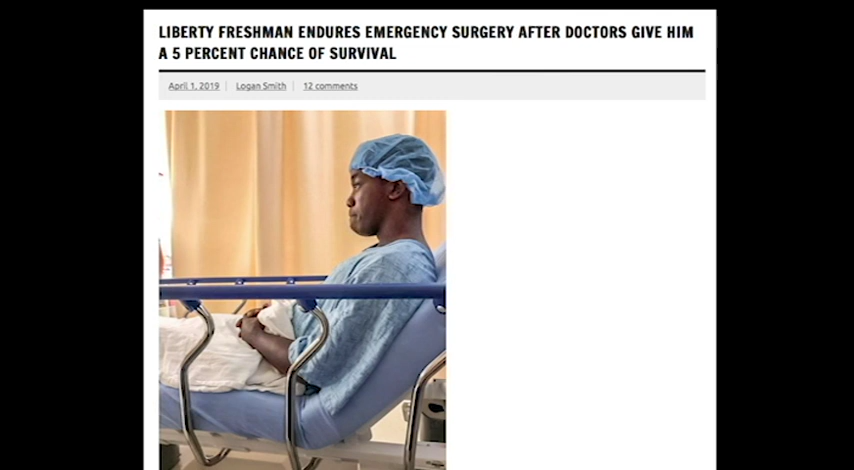 LIBERTY FRESHMAN ENDURES EMERGENCY SURGERY AFTER DOCTORS GIVE HIM
A 5 PERCENT CHANCE OF SURVIVAL
April 1, 2019 Logan Smith 12 comments